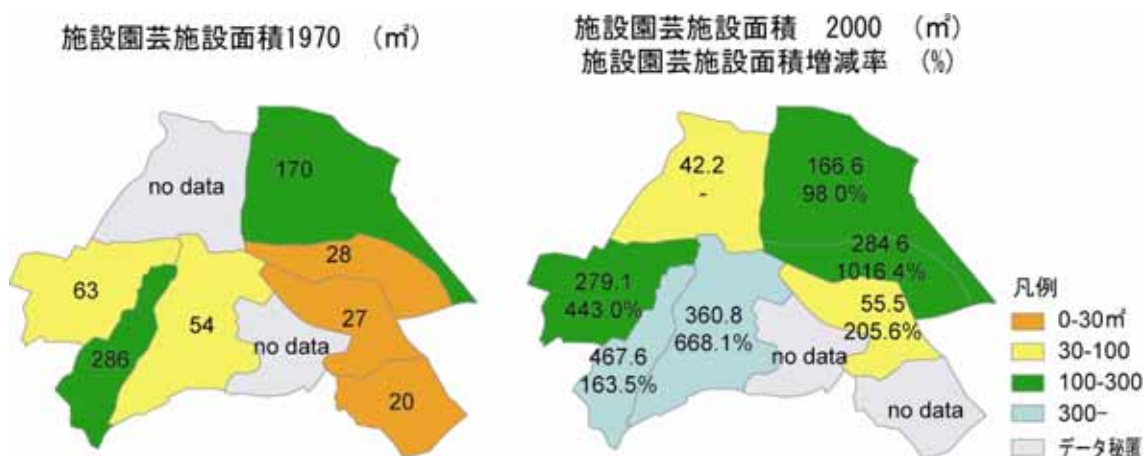 施設園芸施設面積1970 (㎡)
no data
170
28
63
54
27
286
no data
20
施設園芸施設面積 2000 (㎡)
施設園芸施設面積増減率 (%)
42.2
-
166.6
98.0%
284.6
1016.4%
279.1
443.0%
55.5
205.6%
360.8
668.1%
467.6
163.5%
no data
no data
凡例
0-30㎡
30-100
100-300
300-
データ秘匿